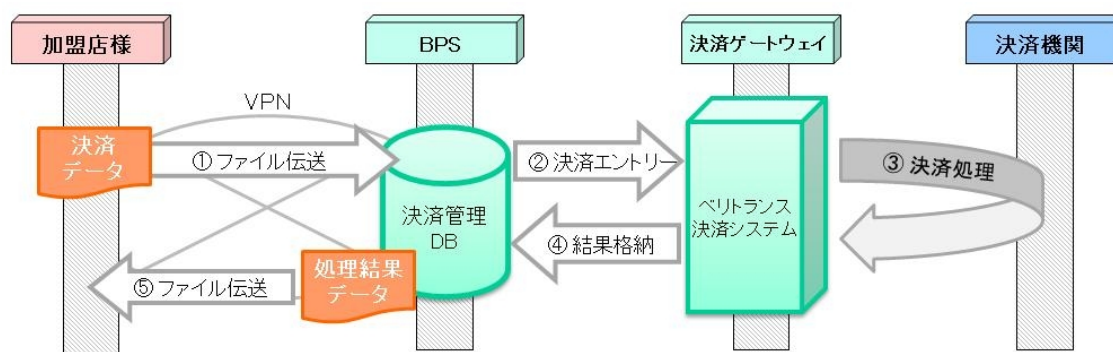 加盟店様
BPS
決済ゲートウェイ
決済機関
VPN
決済
データ
① ファイル伝送
② 決済エントリー
③ 決済処理
決済管理
DB
ベリトランス
決済システム
④ 結果格納
処理結果
データ
⑤ ファイル伝送